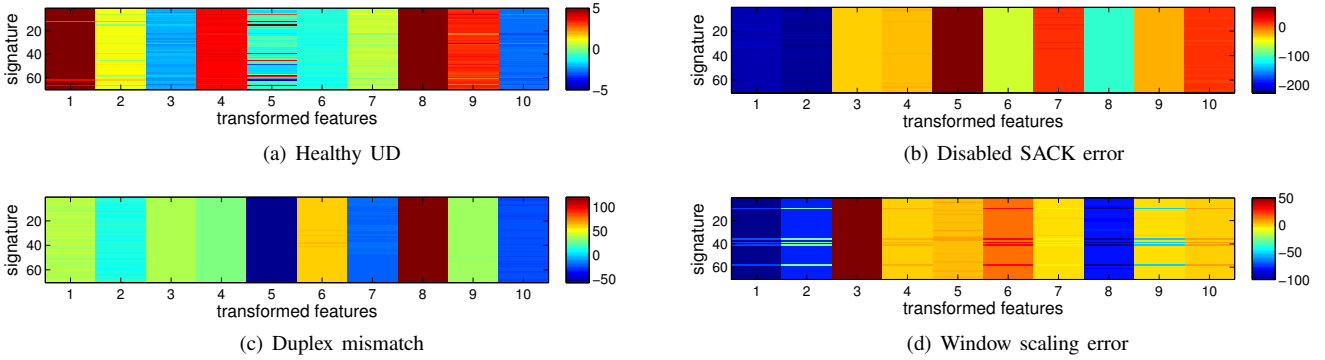 signature
20
40
60
1 2 3 4 5 6 7 8 9 10
transformed features
5
0
−5
(a) Healthy UD
signature
20
40
60
1 2 3 4 5 6 7 8 9 10
transformed features
0
−100
−200
(b) Disabled SACK error
signature
20
40
60
1 2 3 4 5 6 7 8 9 10
transformed features
100
50
0
−50
(c) Duplex mismatch
signature
20
40
60
1 2 3 4 5 6 7 8 9 10
transformed features
50
0
−50
−100
(d) Window scaling error